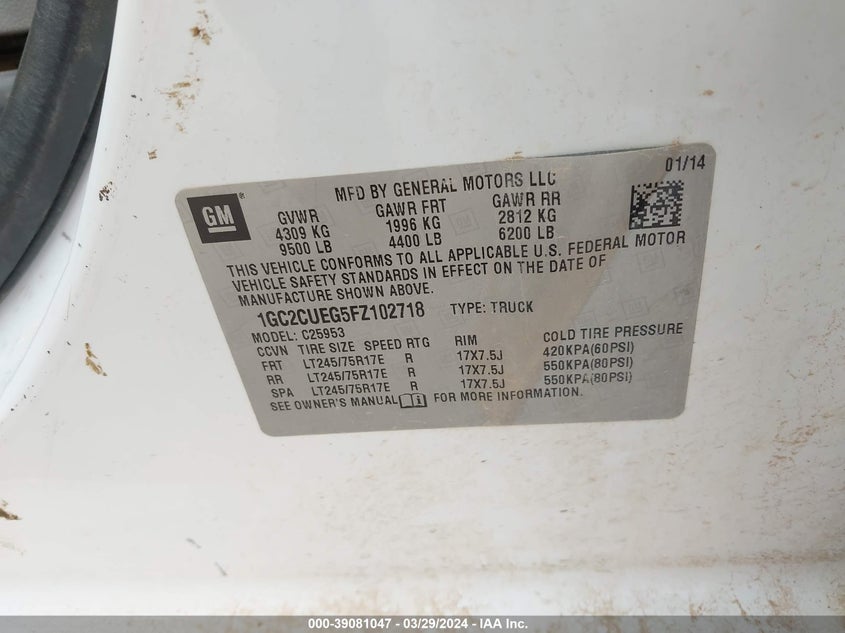 GM ®
MFD BY GENERAL MOTORS LLC 01/14
GVWR GAWR FRT GAWR RR
4309 KG 1996 KG 2812 KG
9500 LB 4400 LB 6200 LB
THIS VEHICLE CONFORMS TO ALL APPLICABLE U.S. FEDERAL MOTOR
VEHICLE SAFETY STANDARDS IN EFFECT ON THE DATE OF
MANUFACTURE SHOWN ABOVE.
1GC2CUEG5FZ102718 TYPE: TRUCK
MODEL: C25953
CCVN TIRE SIZE SPEED RTG RIM COLD TIRE PRESSURE
FRT LT245/75R17E R 17X7.5J 420KPA(60PSI)
RR LT245/75R17E R 17X7.5J 550KPA(80PSI)
SPA LT245/75R17E R 17X7.5J 550KPA(80PSI)
SEE OWNER'S MANUAL FOR MORE INFORMATION.
000-39081047 - 03/29/2024 - IAA Inc.